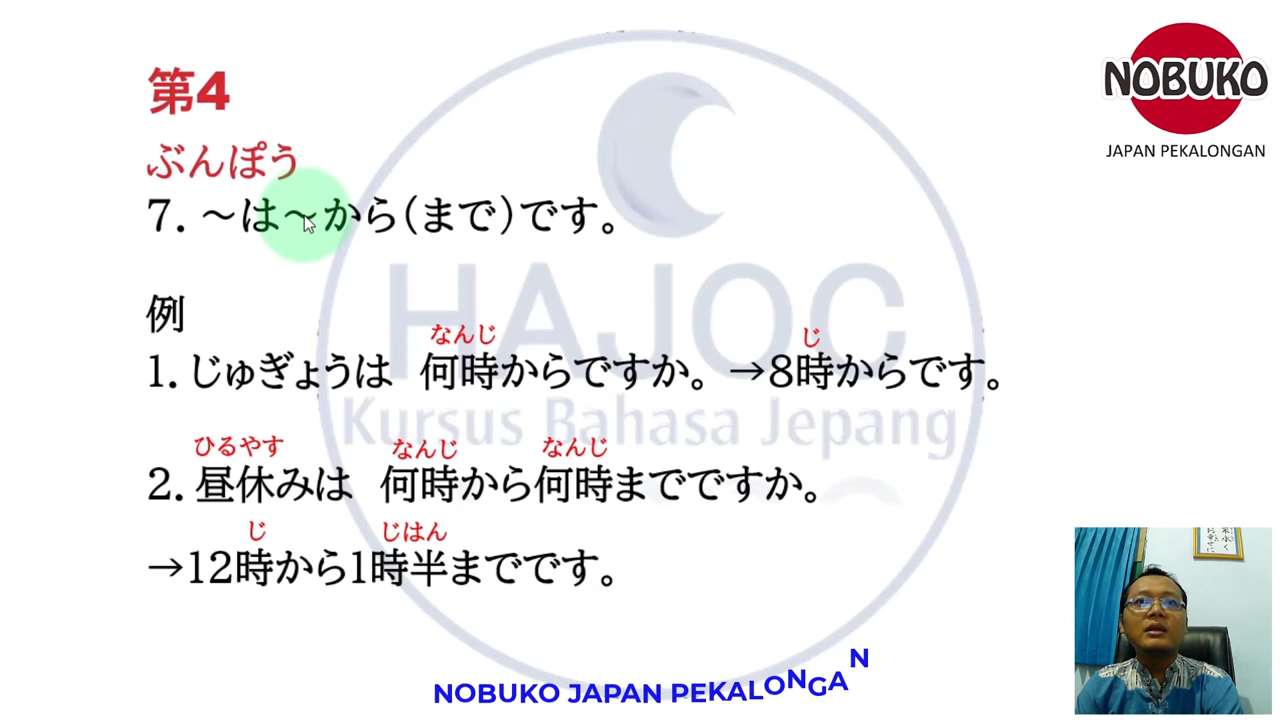 第4
ぶんぽう
7. ～は～から(まで)です。
例
なんじ じ
1. じゅぎょうは 何時からですか。→8時からです。
ひるやす なんじ なんじ
2. 昼休みは 何時から何時までですか。
じ じはん
→12時から1時半までです。
HAJOC
Kursus Bahasa Jepang
NOBUKO
JAPAN PEKALONGAN
NOBUKO JAPAN PEKALONGAN